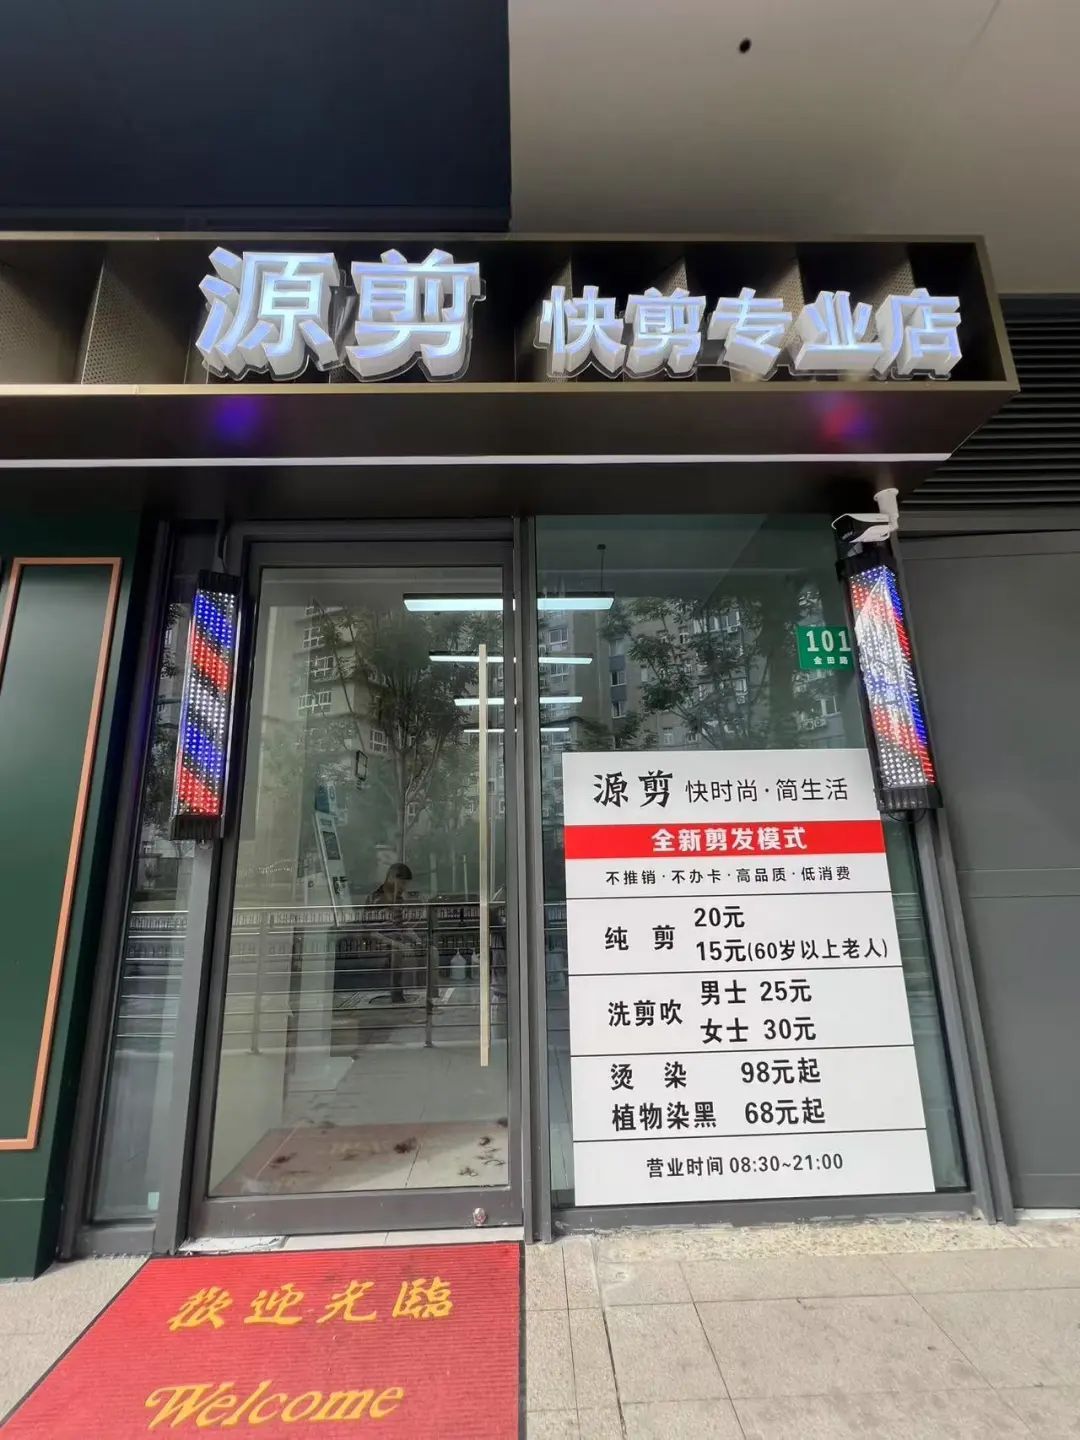 源剪 快剪专业店
101
金田路
源剪 快时尚·简生活
全新剪发模式
不推销·不办卡·高品质·低消费
纯 剪 20元
15元(60岁以上老人)
洗剪吹 男士 25元
女士 30元
烫 染 98元起
植物染黑 68元起
营业时间 08:30~21:00
歡迎光臨
Welcome